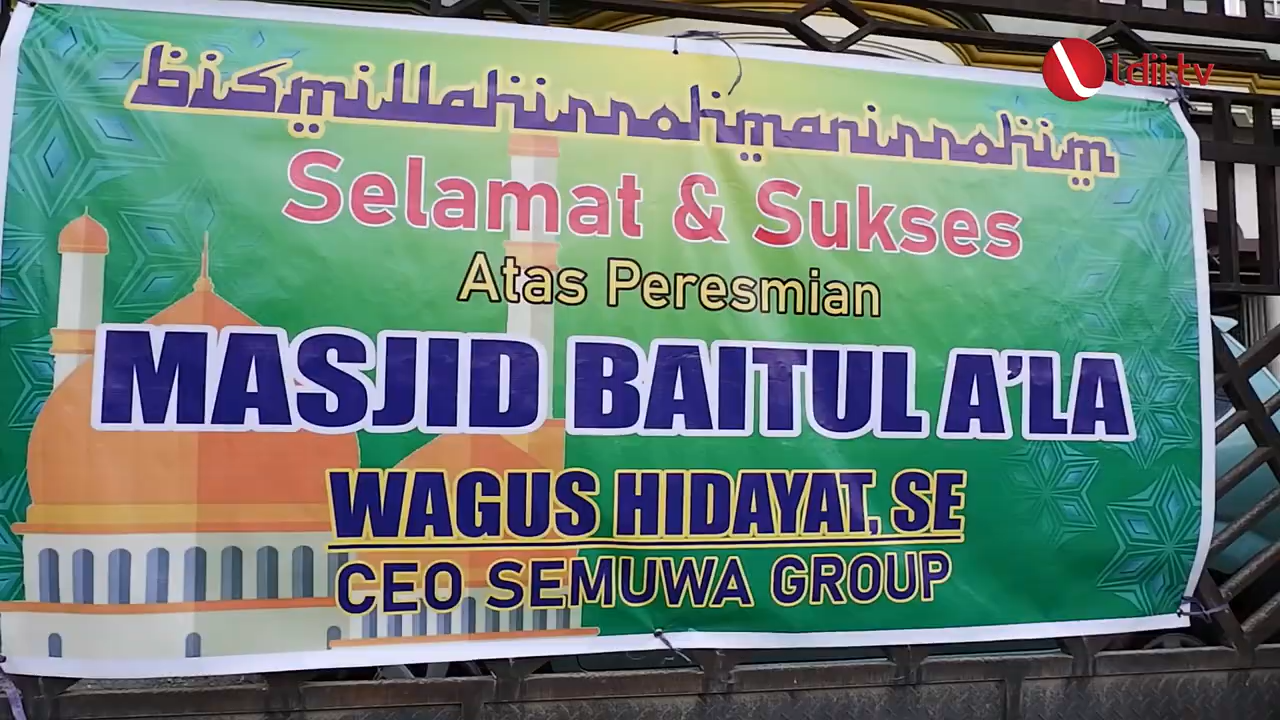 ldii.tv
bismillahirrohmanirrohim
Selamat & Sukses
Atas Peresmian
MASJID BAITUL A'LA
WAGUS HIDAYAT, SE
CEO SEMUWA GROUP